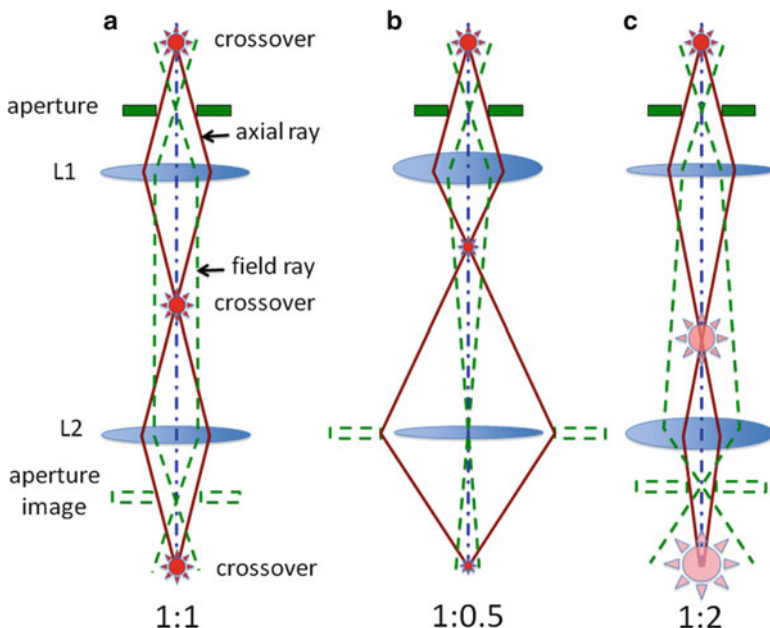 a
b
c
crossover
aperture
axial ray
L1
field ray
crossover
L2
aperture
image
crossover
1:1
1:0.5
1:2